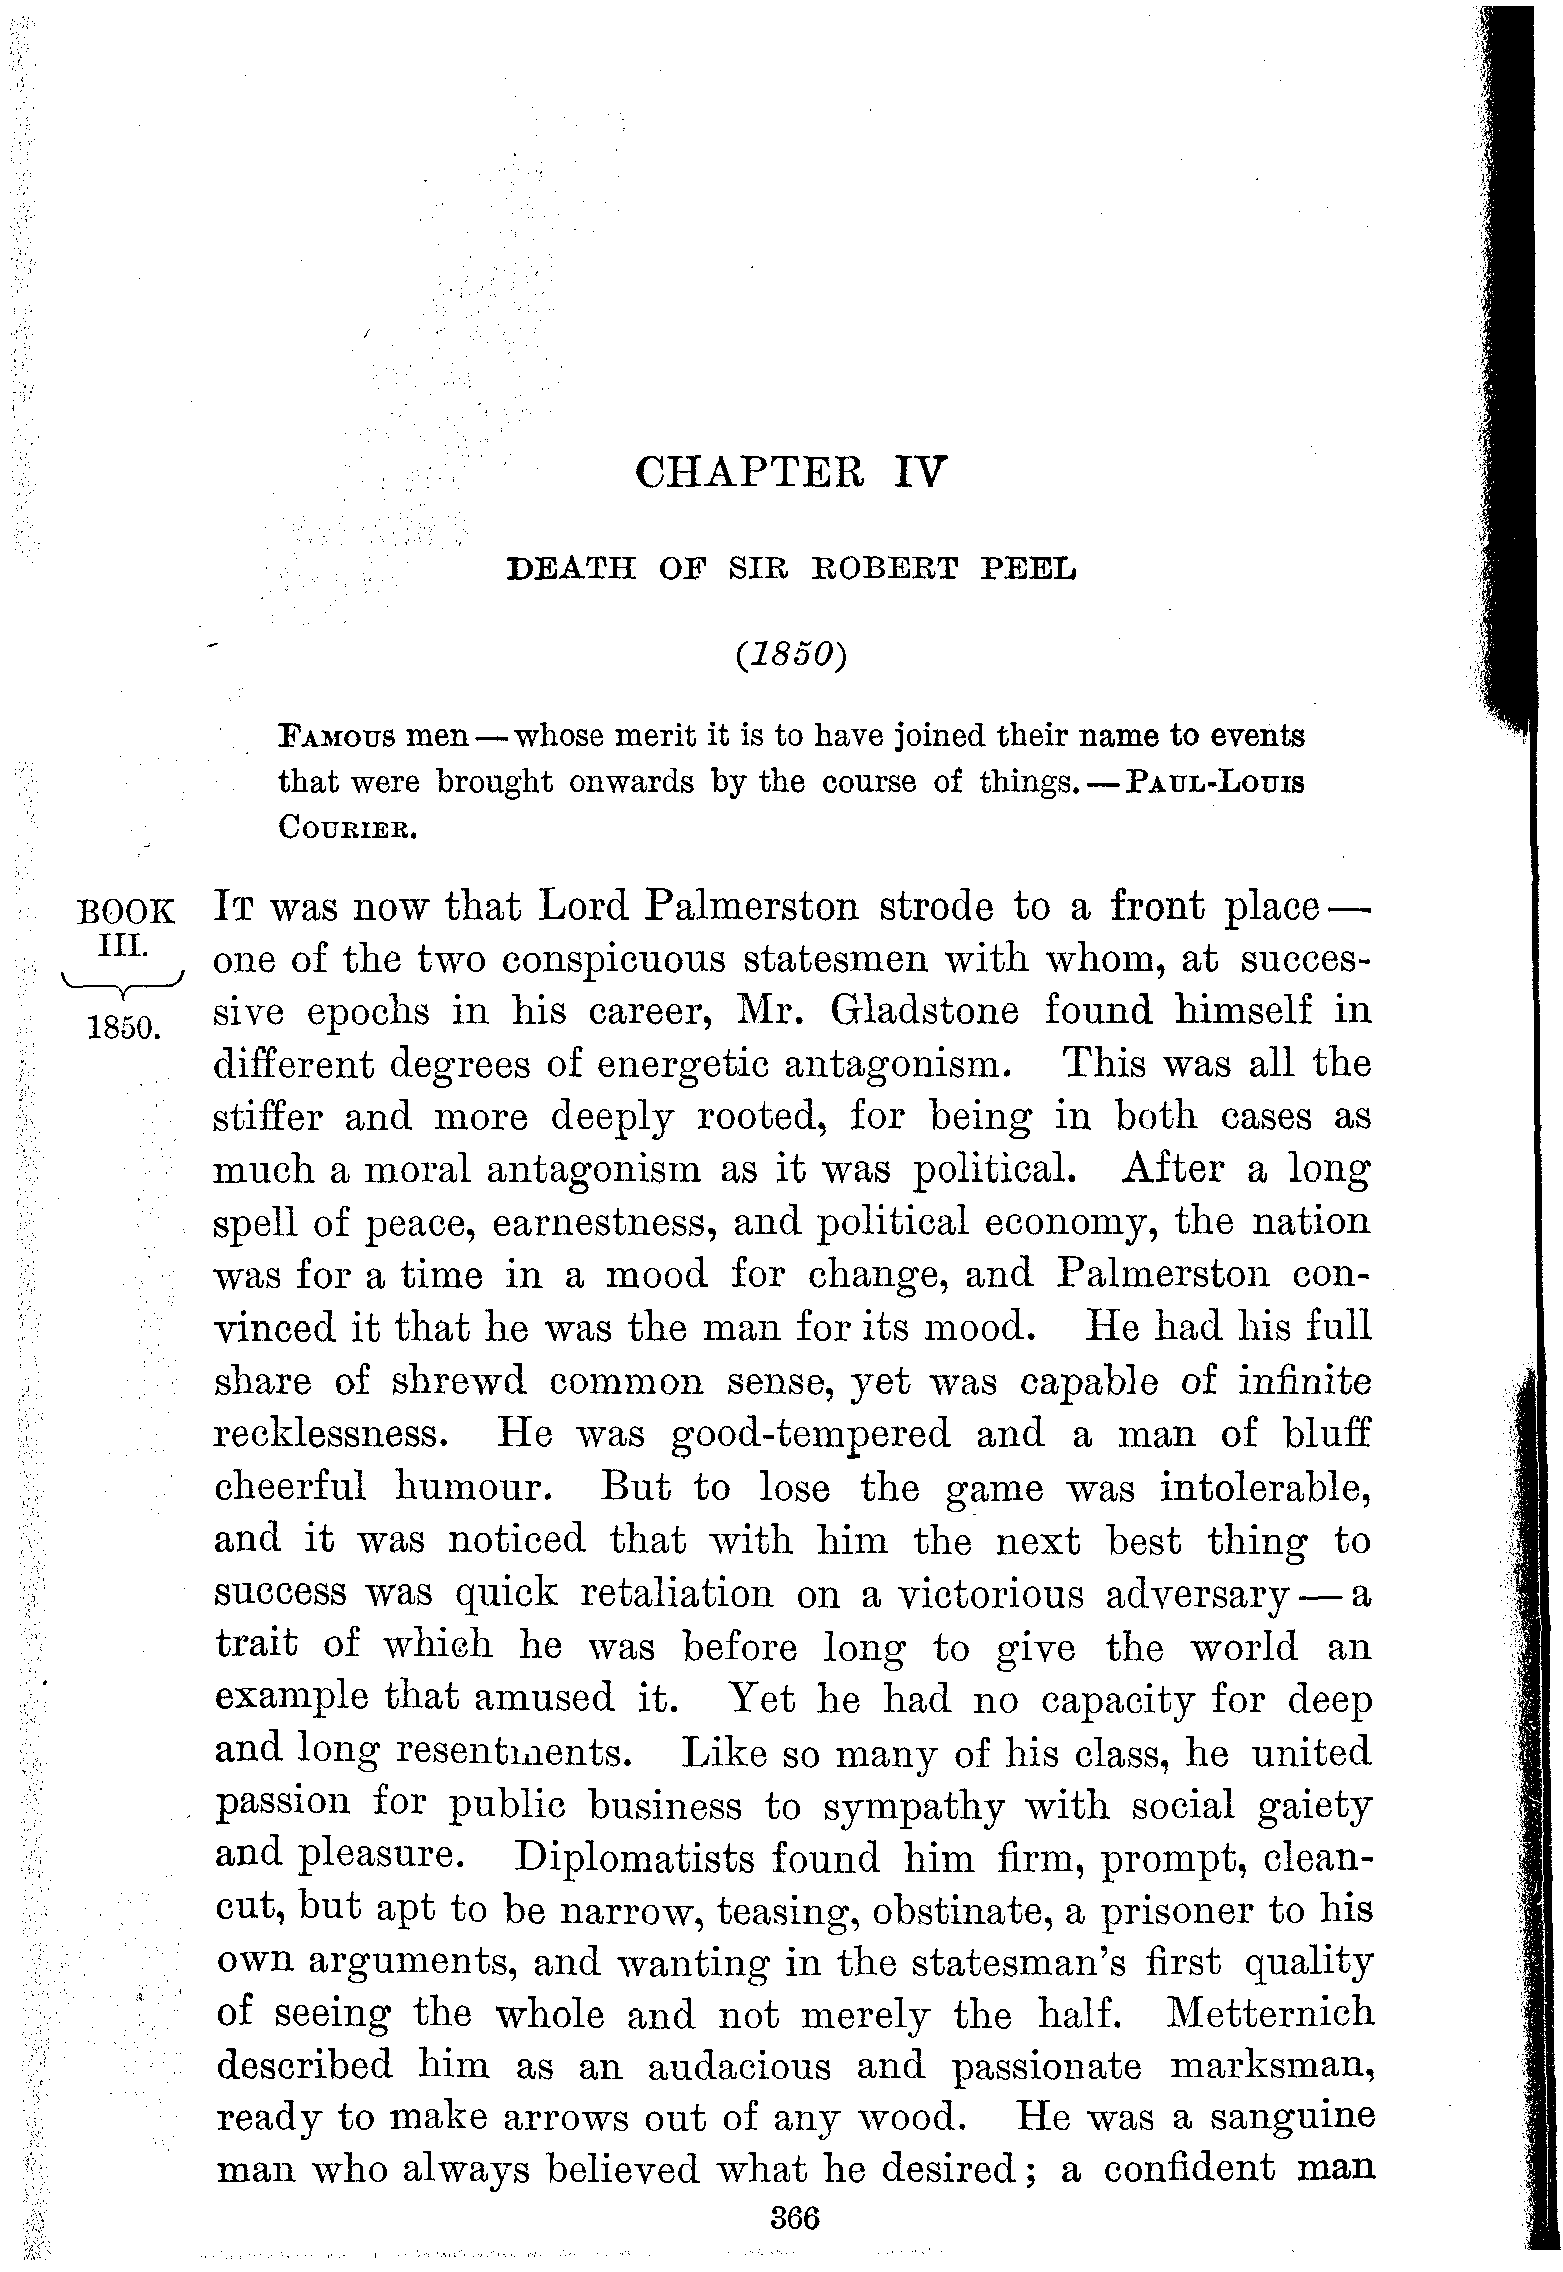 CHAPTER IV
DEATH OF SIR ROBERT PEEL
(1850)
FAMOUS men—whose merit it is to have joined their name to events
that were brought onwards by the course of things.—PAUL-LOUIS
COURIER.
BOOK
III.
1850.
IT was now that Lord Palmerston strode to a front place—
one of the two conspicuous statesmen with whom, at succes-
sive epochs in his career, Mr. Gladstone found himself in
different degrees of energetic antagonism. This was all the
stiffer and more deeply rooted, for being in both cases as
much a moral antagonism as it was political. After a long
spell of peace, earnestness, and political economy, the nation
was for a time in a mood for change, and Palmerston con-
vinced it that he was the man for its mood. He had his full
share of shrewd common sense, yet was capable of infinite
recklessness. He was good-tempered and a man of bluff
cheerful humour. But to lose the game was intolerable,
and it was noticed that with him the next best thing to
success was quick retaliation on a victorious adversary—a
trait of which he was before long to give the world an
example that amused it. Yet he had no capacity for deep
and long resentments. Like so many of his class, he united
passion for public business to sympathy with social gaiety
and pleasure. Diplomatists found him firm, prompt, clean-
cut, but apt to be narrow, teasing, obstinate, a prisoner to his
own arguments, and wanting in the statesman's first quality
of seeing the whole and not merely the half. Metternich
described him as an audacious and passionate marksman,
ready to make arrows out of any wood. He was a sanguine
man who always believed what he desired; a confident man
366